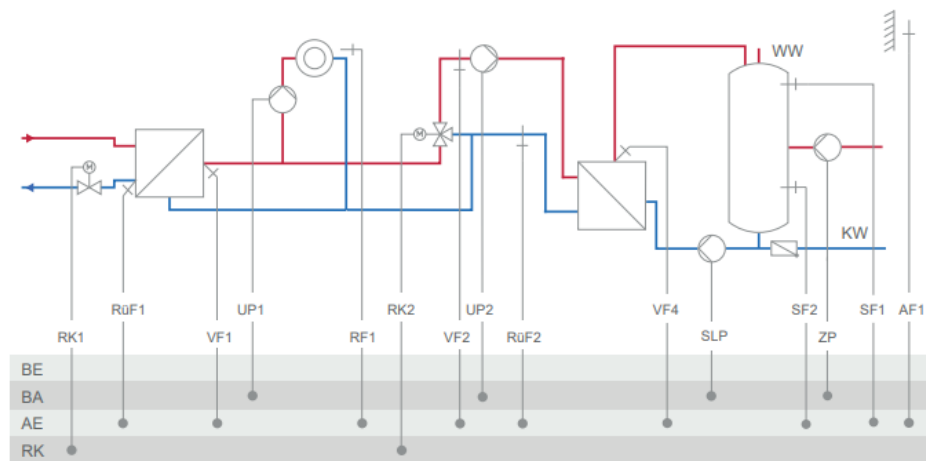 WW
KW
RüF1 UP1 RK2 UP2 VF4 SF2 SF1 AF1
RK1 VF1 RF1 VF2 RüF2 SLP ZP
BE
BA
AE
RK
M
M